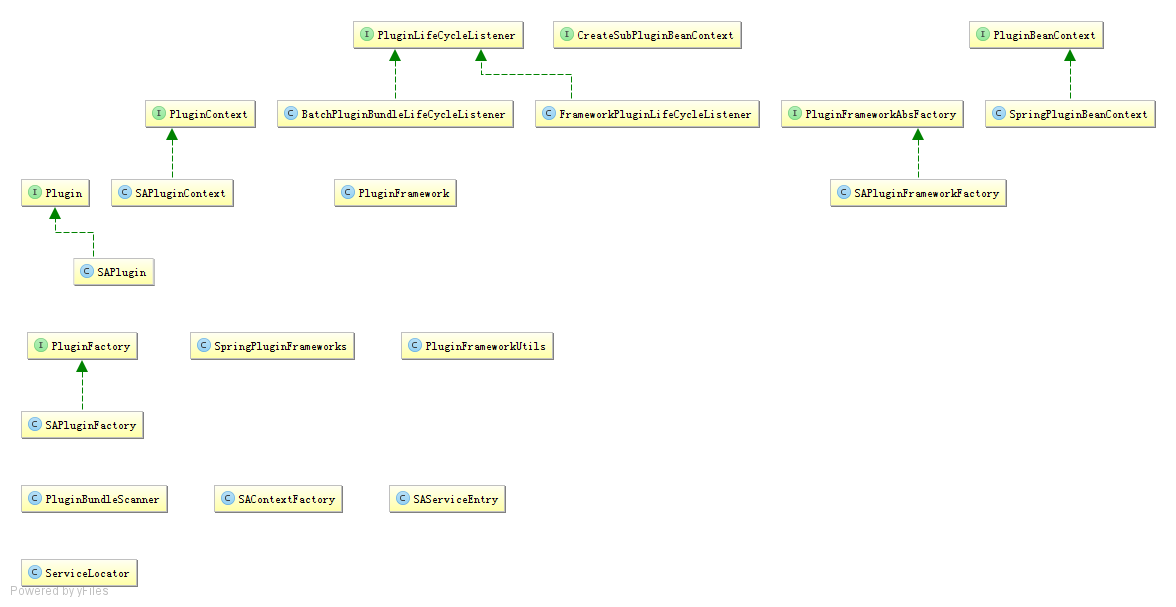 I PluginLifeCycleListener
I CreateSubPluginBeanContext
I PluginBeanContext
I PluginContext
C BatchPluginBundleLifeCycleListener
C FrameworkPluginLifeCycleListener
I PluginFrameworkAbsFactory
C SpringPluginBeanContext
I Plugin
C SAPluginContext
C PluginFramework
C SAPluginFrameworkFactory
C SAPlugin
I PluginFactory
C SpringPluginFrameworks
C PluginFrameworkUtils
C SAPluginFactory
C PluginBundleScanner
C SAContextFactory
C SAServiceEntry
C ServiceLocator
Powered by yFiles